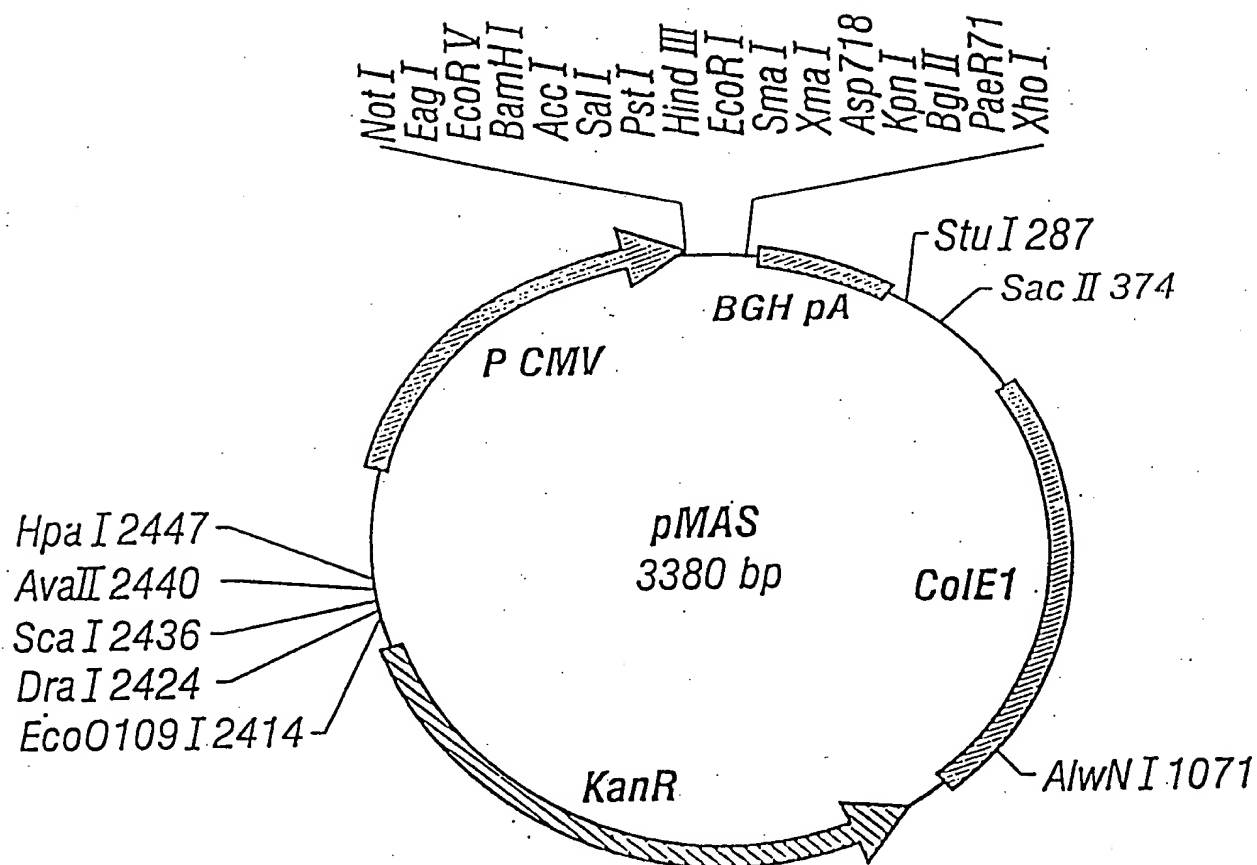 Not I
Eag I
EcoR V
BamH I
Acc I
Sal I
Pst I
Hind III
EcoR I
Sma I
Xma I
Asp718
Kpn I
Bgl II
PaeR71
Xho I
Stu I 287
Sac II 374
BGH pA
P CMV
pMAS
3380 bp
ColE1
Hpa I 2447
Ava II 2440
Sca I 2436
Dra I 2424
EcoO109 I 2414
KanR
AlwN I 1071